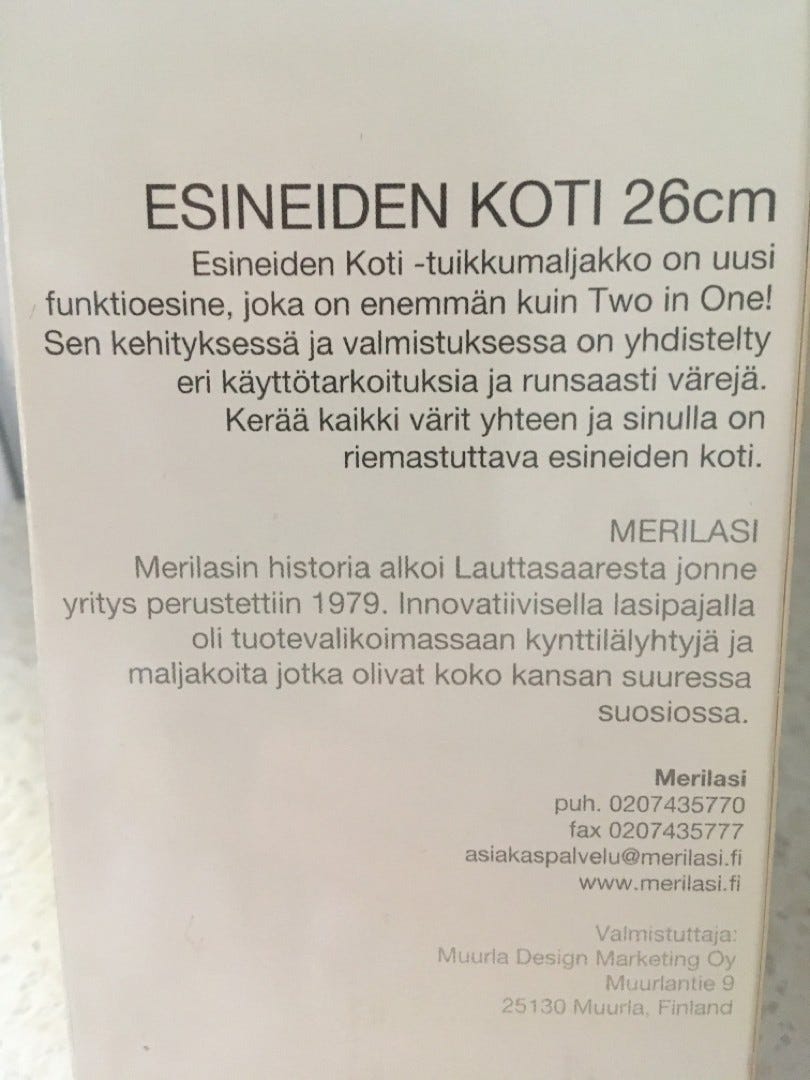 ESINEIDEN KOTI 26cm
Esineiden Koti -tuikkumaljakko on uusi
funktioesine, joka on enemmän kuin Two in One!
Sen kehityksessä ja valmistuksessa on yhdistelty
eri käyttötarkoituksia ja runsaasti värejä.
Kerää kaikki värit yhteen ja sinulla on
riemastuttava esineiden koti.
MERILASI
Merilasin historia alkoi Lauttasaaresta jonne
yritys perustettiin 1979. Innovatiivisella lasipajalla
oli tuotevalikoimassaan kynttilälyhtyjä ja
maljakoita jotka olivat koko kansan suuressa
suosiossa.
Merilasi
puh. 0207435770
fax 0207435777
asiakaspalvelu@merilasi.fi
www.merilasi.fi
Valmistuttaja:
Muurla Design Marketing Oy
Muurlantie 9
25130 Muurla, Finland